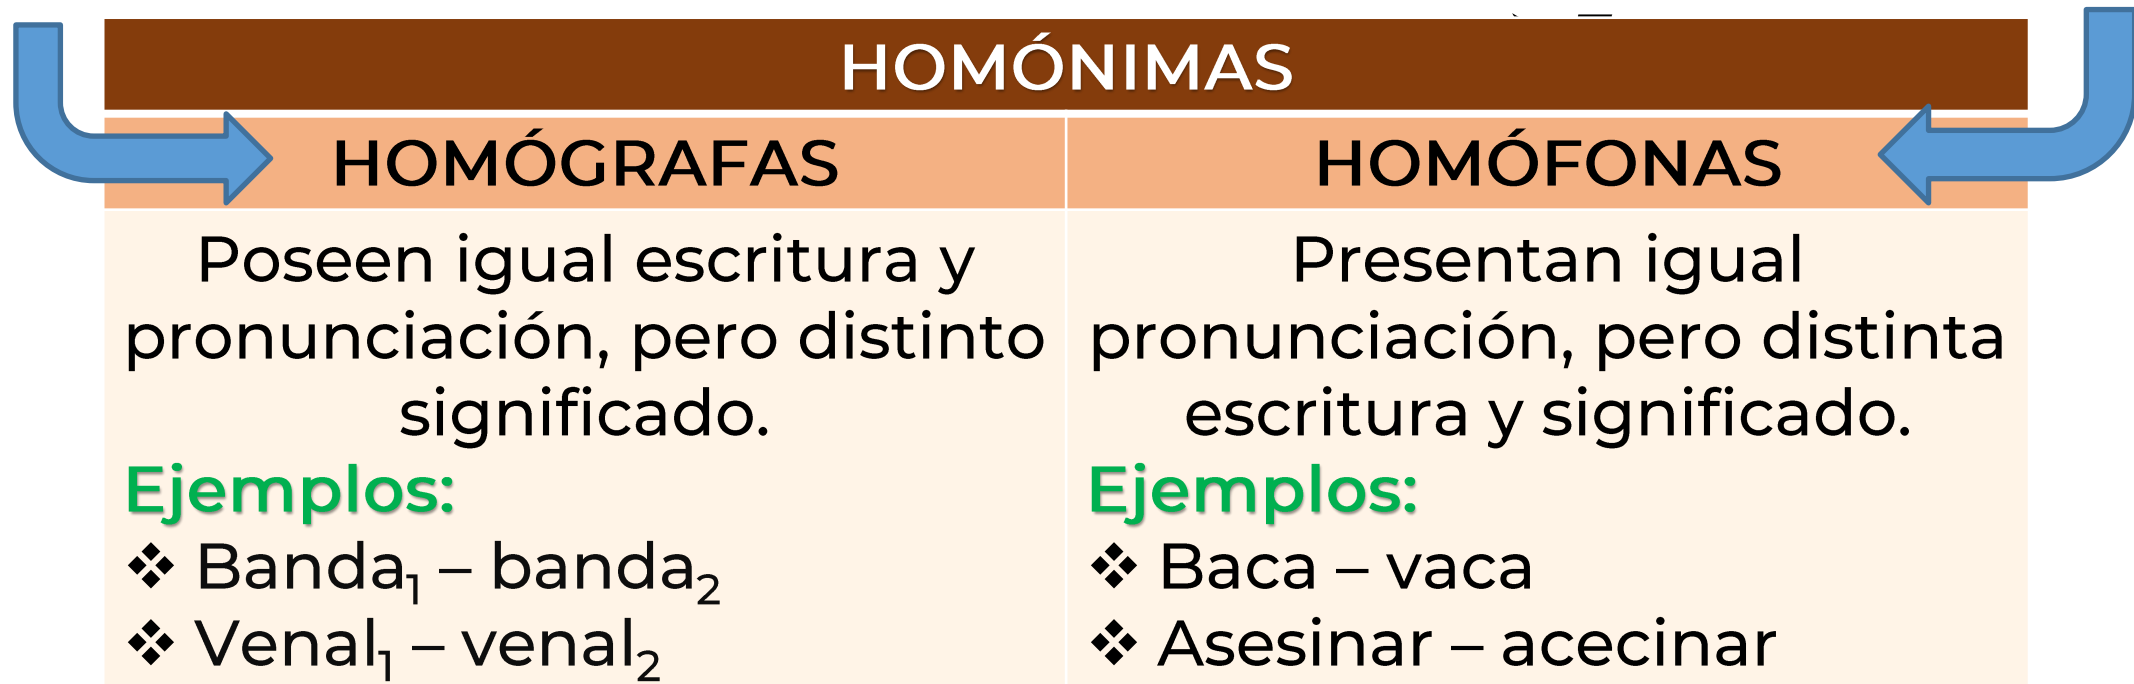 HOMÓNIMAS
HOMÓGRAFAS
Poseen igual escritura y
pronunciación, pero distinto
significado.
Ejemplos:
❖ Banda₁ – banda₂
❖ Venal₁ – venal₂
HOMÓFONAS
Presentan igual
pronunciación, pero distinta
escritura y significado.
Ejemplos:
❖ Baca – vaca
❖ Asesinar – acecinar